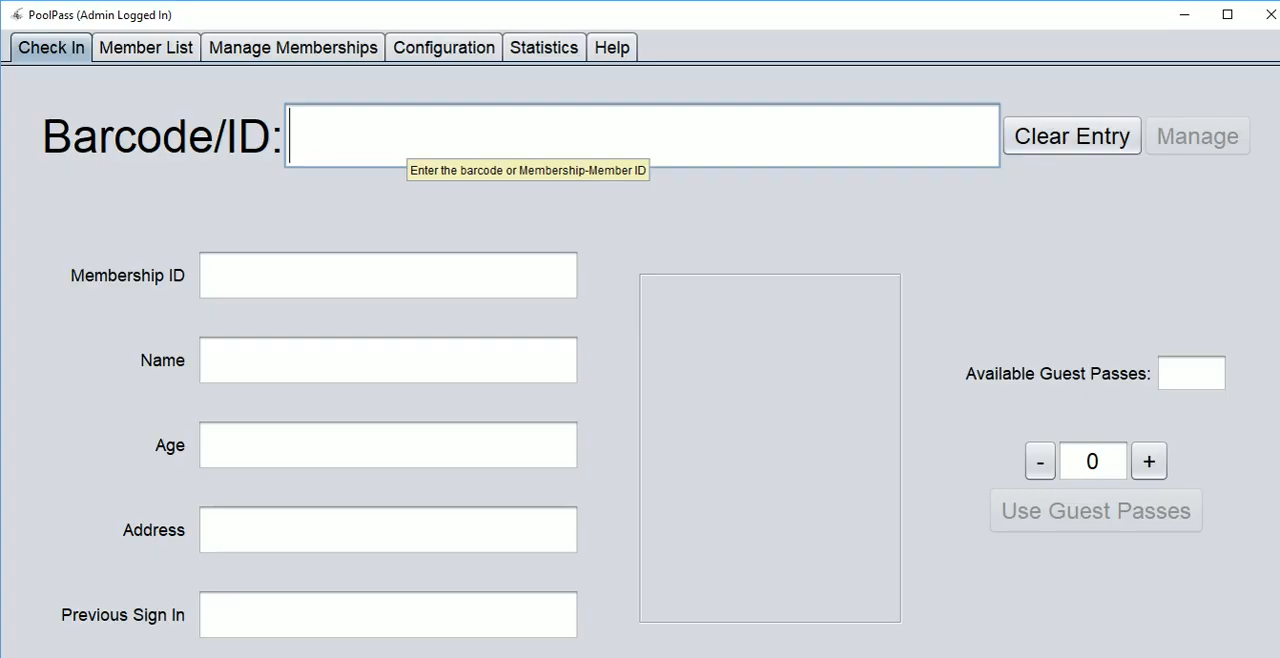 PoolPass (Admin Logged In)
Check In Member List Manage Memberships Configuration Statistics Help
Barcode/ID: Clear Entry Manage
Enter the barcode or Membership-Member ID
Membership ID
Name
Available Guest Passes:
Age
- 0 +
Use Guest Passes
Address
Previous Sign In